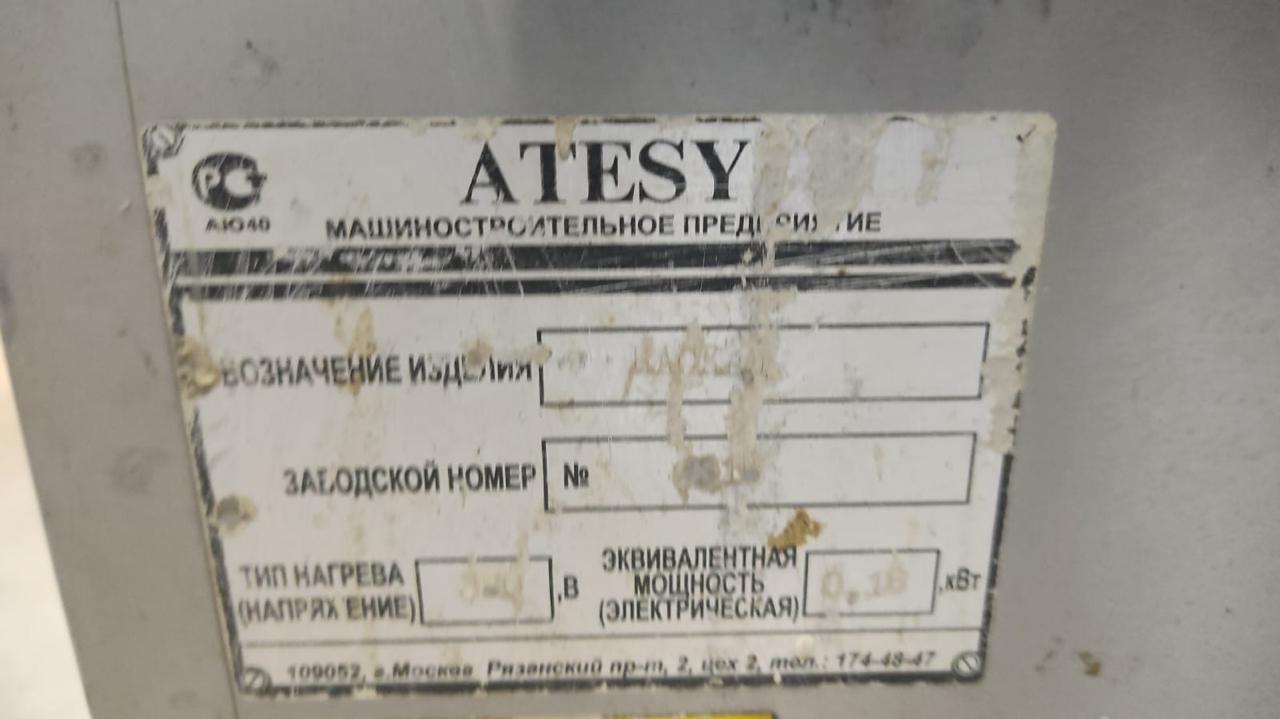 РС
АЮ40
ATESY
МАШИНОСТРОИТЕЛЬНОЕ ПРЕДПРИЯТИЕ
ОБОЗНАЧЕНИЕ ИЗДЕЛИЯ
ЗАВОДСКОЙ НОМЕР №
ТИП НАГРЕВА
(НАПРЯЖЕНИЕ) ,В
ЭКВИВАЛЕНТНАЯ
МОЩНОСТЬ
(ЭЛЕКТРИЧЕСКАЯ) 0,18 ,кВт
109052, г.Москва, Рязанский пр-т, 2, цех 2, тел.: 174-48-47